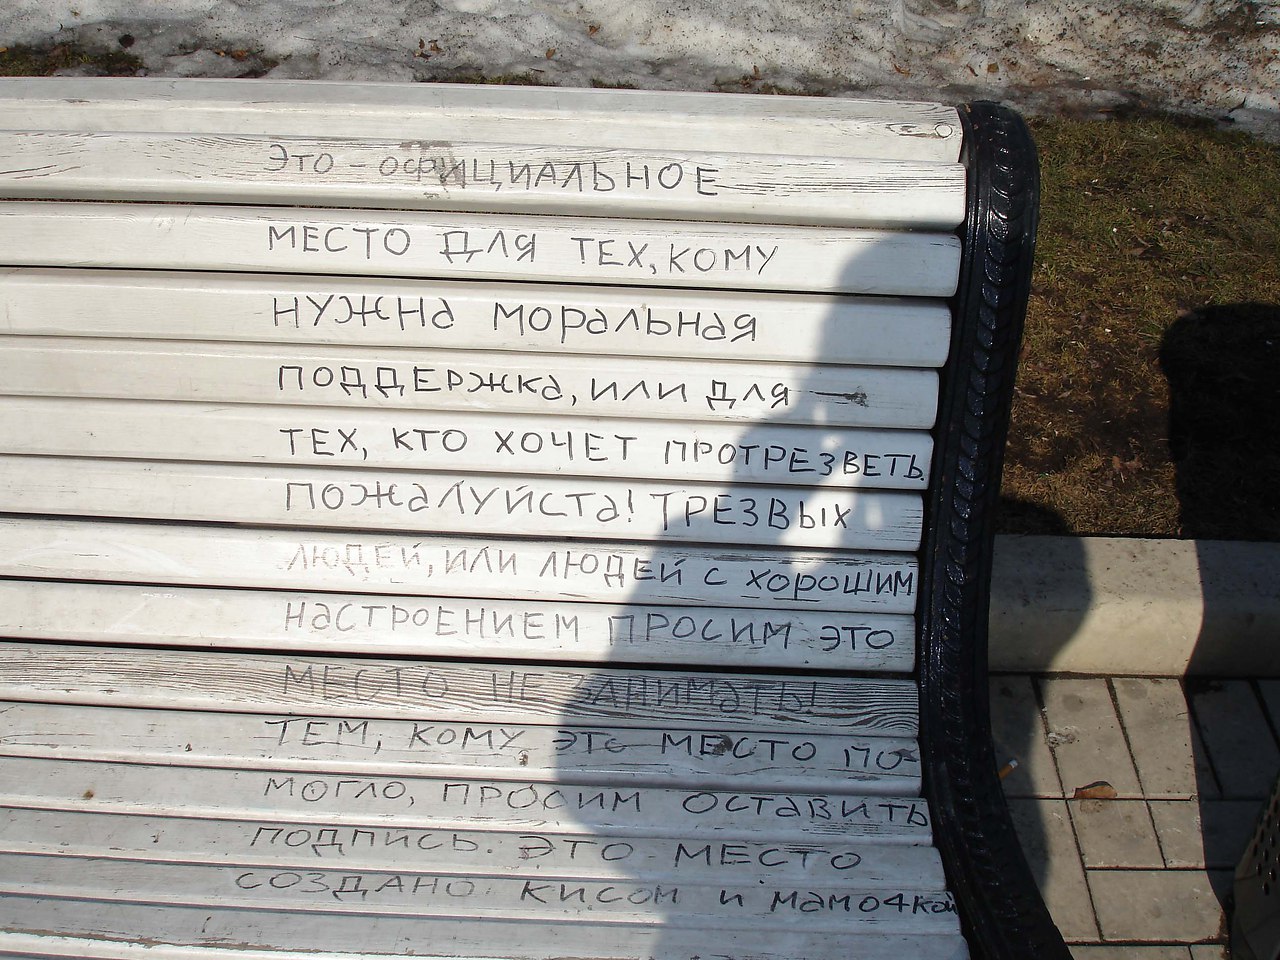 Это - официальное
место для тех, кому
нужна моральная
поддержка, или для
тех, кто хочет протрезветь.
Пожалуйста! Трезвых
людей, или людей с хорошим
настроением просим это
место не занимать!
Тем, кому это место по-
могло, просим оставить
подпись. Это место
создано кисой и мамо4кой